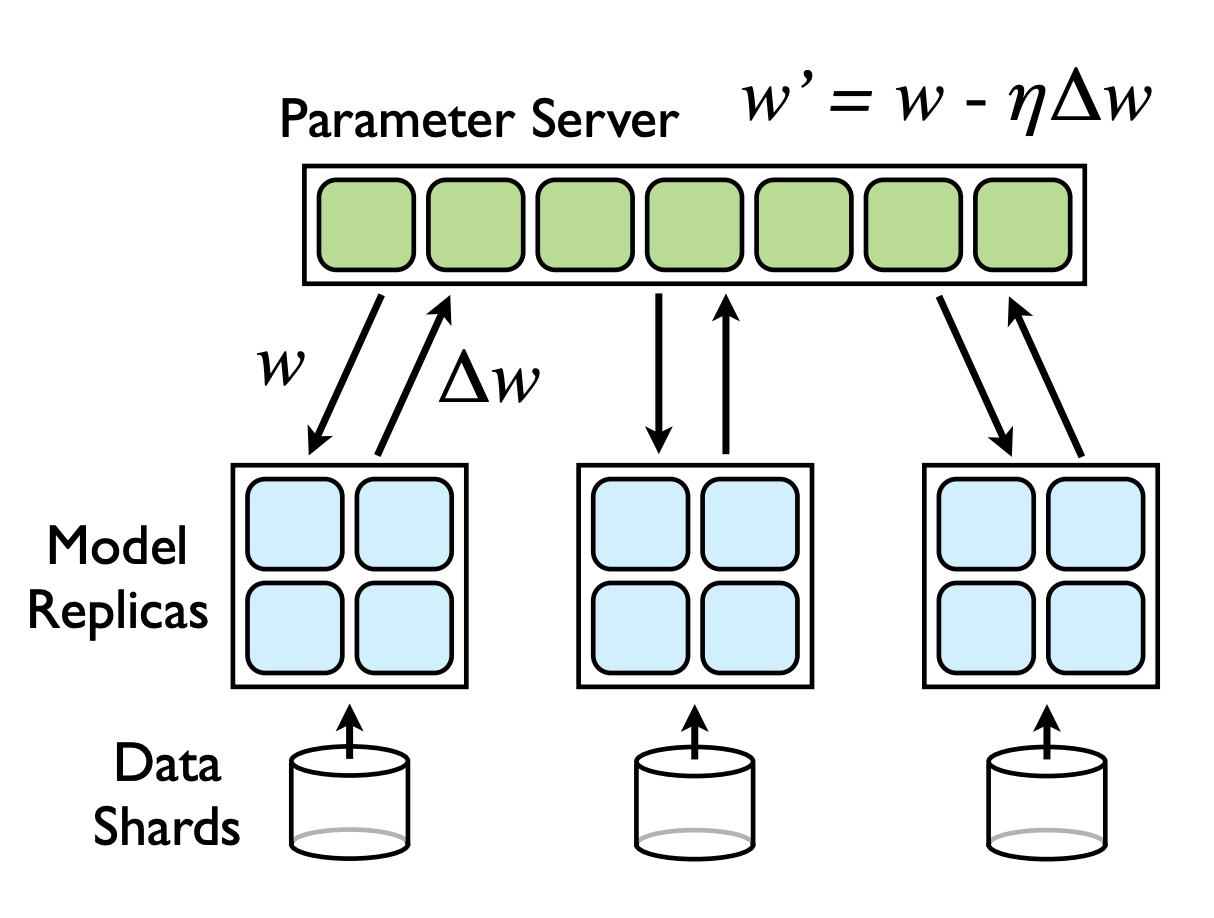 Parameter Server
w’ = w - ηΔw
w
Δw
Model
Replicas
Data
Shards